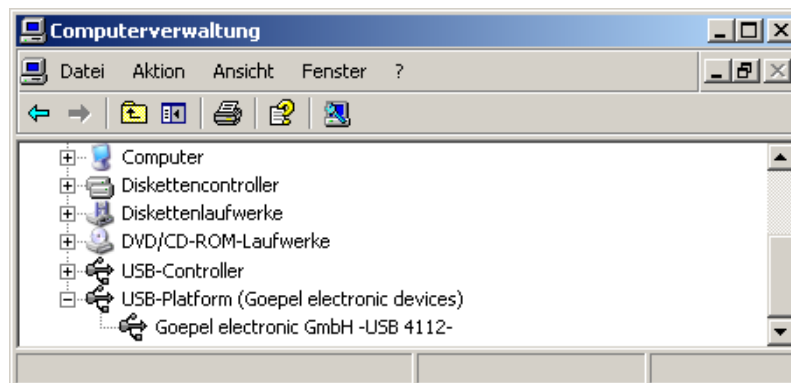 Computerverwaltung
Datei Aktion Ansicht Fenster ?
Computer
Diskettencontroller
Diskettenlaufwerke
DVD/CD-ROM-Laufwerke
USB-Controller
USB-Platform (Goepel electronic devices)
Goepel electronic GmbH -USB 4112-